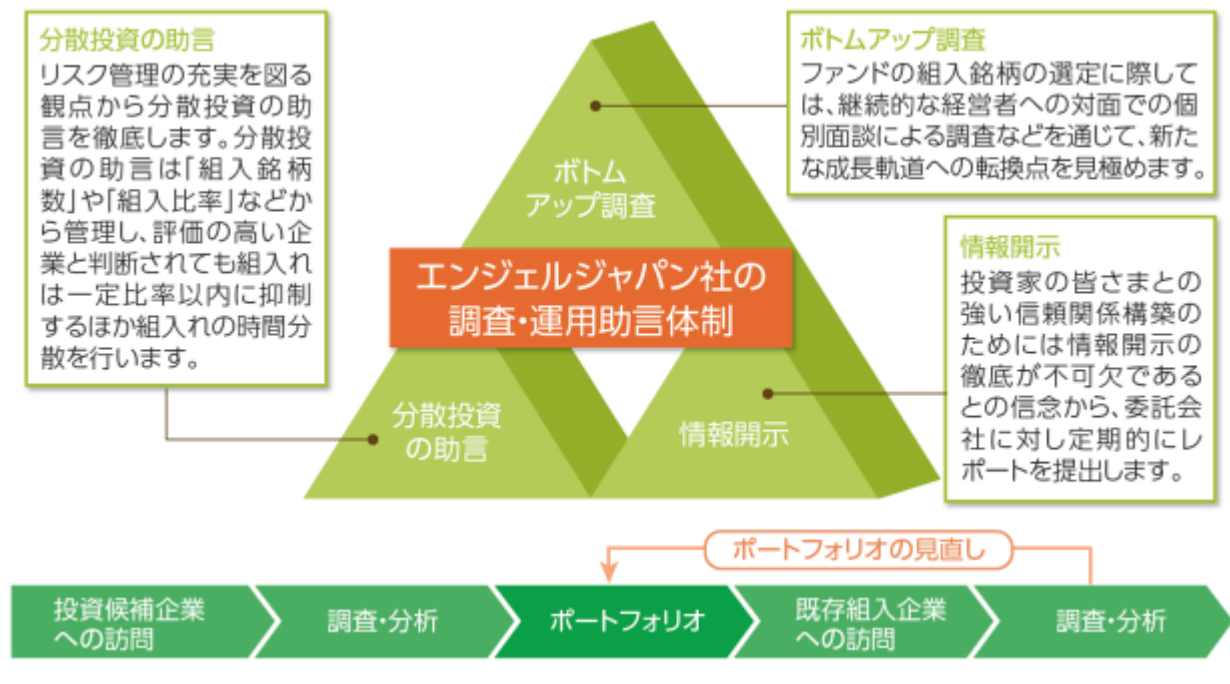 分散投資の助言
リスク管理の充実を図る
観点から分散投資の助
言を徹底します。分散投
資の助言は「組入銘柄
数」や「組入比率」などか
ら管理し、評価の高い企
業と判断されても組入れ
は一定比率以内に抑制
するほか組入れの時間分
散を行います。
ボトムアップ調査
ファンドの組入銘柄の選定に際して
は、継続的な経営者への対面での個
別面談による調査などを通じて、新た
な成長軌道への転換点を見極めます。
ボトム
アップ調査
エンジェルジャパン社の
調査・運用助言体制
情報開示
投資家の皆さまとの
強い信頼関係構築の
ためには情報開示の
徹底が不可欠である
との信念から、委託会
社に対し定期的にレ
ポートを提出します。
分散投資
の助言
情報開示
ポートフォリオの見直し
投資候補企業
への訪問
調査・分析
ポートフォリオ
既存組入企業
への訪問
調査・分析